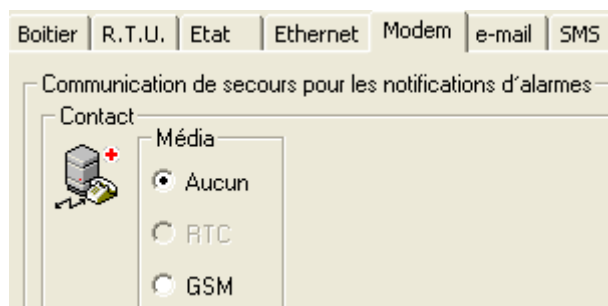 Boitier R.T.U. Etat Ethernet Modem e-mail SMS
Communication de secours pour les notifications d'alarmes
Contact
Média
Aucun
RTC
GSM